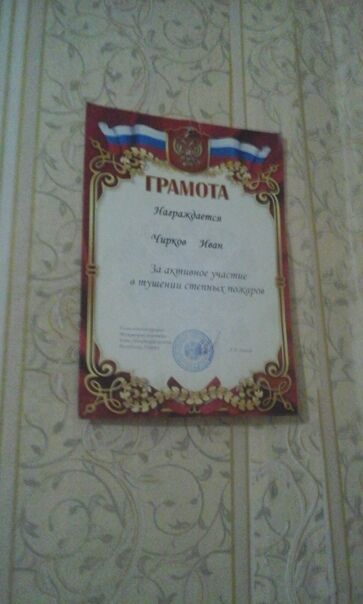 ГРАМОТА
Награждается
Чирков Иван
За активное участие
в тушении степных пожаров